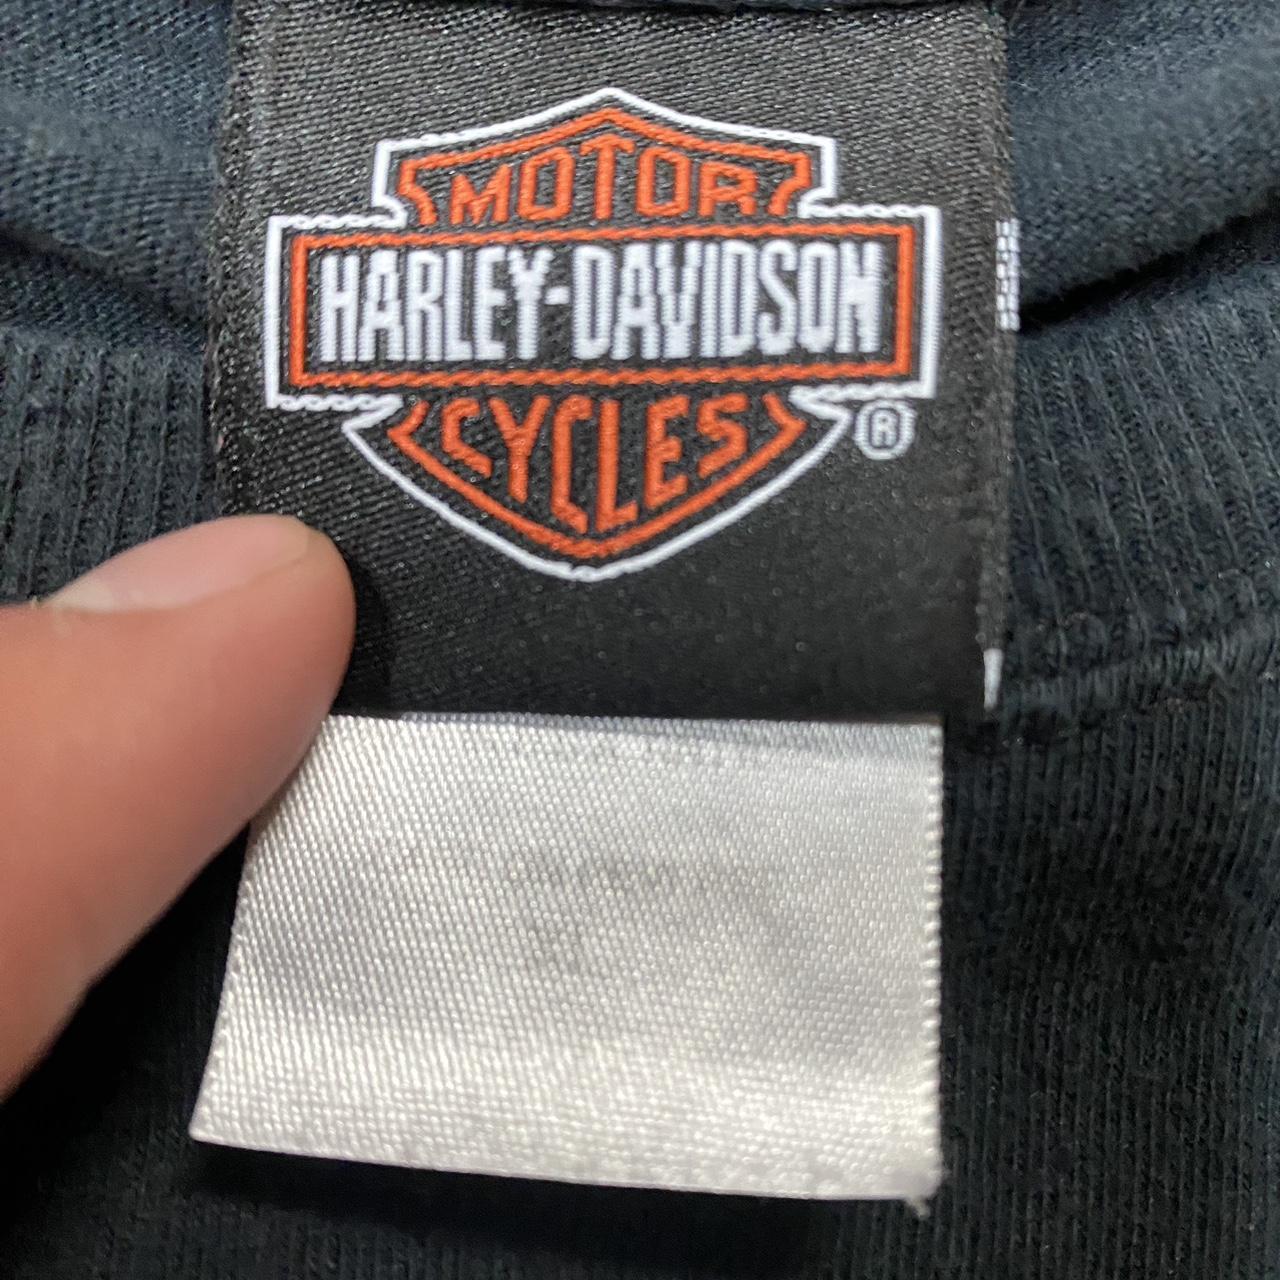 MOTOR
HARLEY-DAVIDSON
CYCLES
®